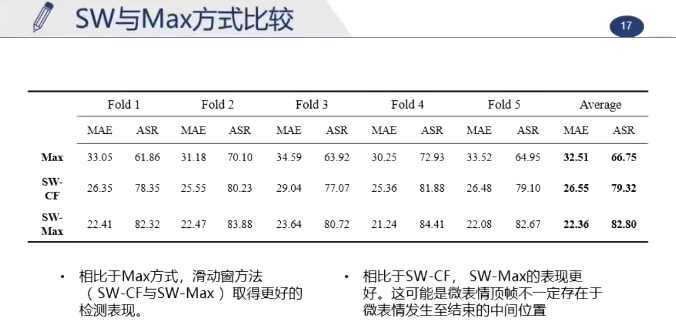 SW与Max方式比较
17
Fold 1 Fold 2 Fold 3 Fold 4 Fold 5 Average
MAE ASR MAE ASR MAE ASR MAE ASR MAE ASR MAE ASR
Max 33.05 61.86 31.18 70.10 34.59 63.92 30.25 72.93 33.52 64.95 32.51 66.75
SW-
CF 26.35 78.35 25.55 80.23 29.04 77.07 25.36 81.88 26.48 79.10 26.55 79.32
SW-
Max 22.41 82.32 22.47 83.88 23.64 80.72 21.24 84.41 22.08 82.67 22.36 82.80
• 相比于Max方式，滑动窗方法
（ SW-CF与SW-Max ）取得更好的
检测表现。
• 相比于SW-CF， SW-Max的表现更
好。这可能是微表情顶帧不一定存在于
微表情发生至结束的中间位置